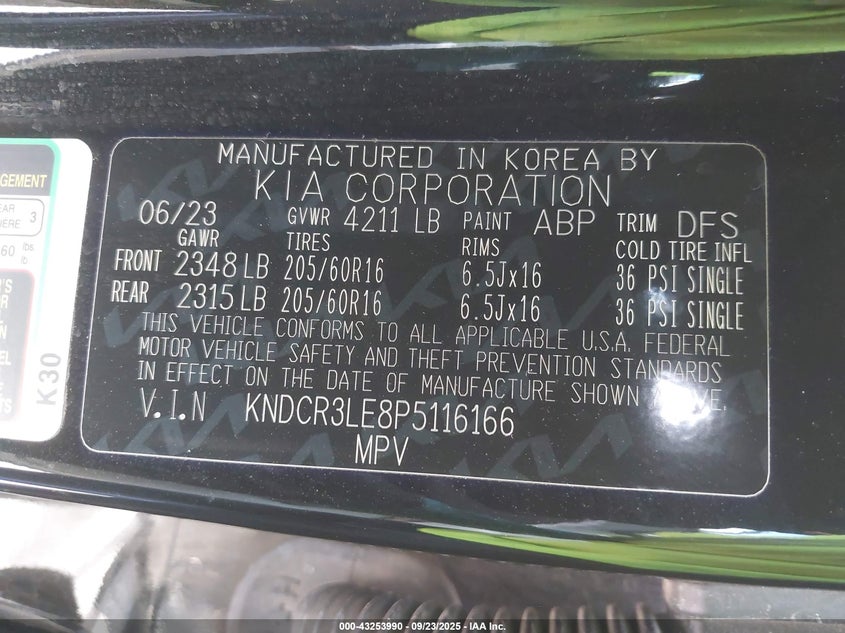 MANUFACTURED IN KOREA BY
KIA CORPORATION
06/23 GVWR 4211 LB PAINT ABP TRIM DFS
GAWR TIRES RIMS COLD TIRE INFL
FRONT 2348 LB 205/60R16 6.5Jx16 36 PSI SINGLE
REAR 2315 LB 205/60R16 6.5Jx16 36 PSI SINGLE
THIS VEHICLE CONFORMS TO ALL APPLICABLE U.S.A. FEDERAL
MOTOR VEHICLE SAFETY AND THEFT PREVENTION STANDARDS
IN EFFECT ON THE DATE OF MANUFACTURE SHOWN
V.I.N KNDCR3LE8P5116166
MPV
3
60 lbs
K30
000-43253990 - 09/23/2025 - IAA Inc.